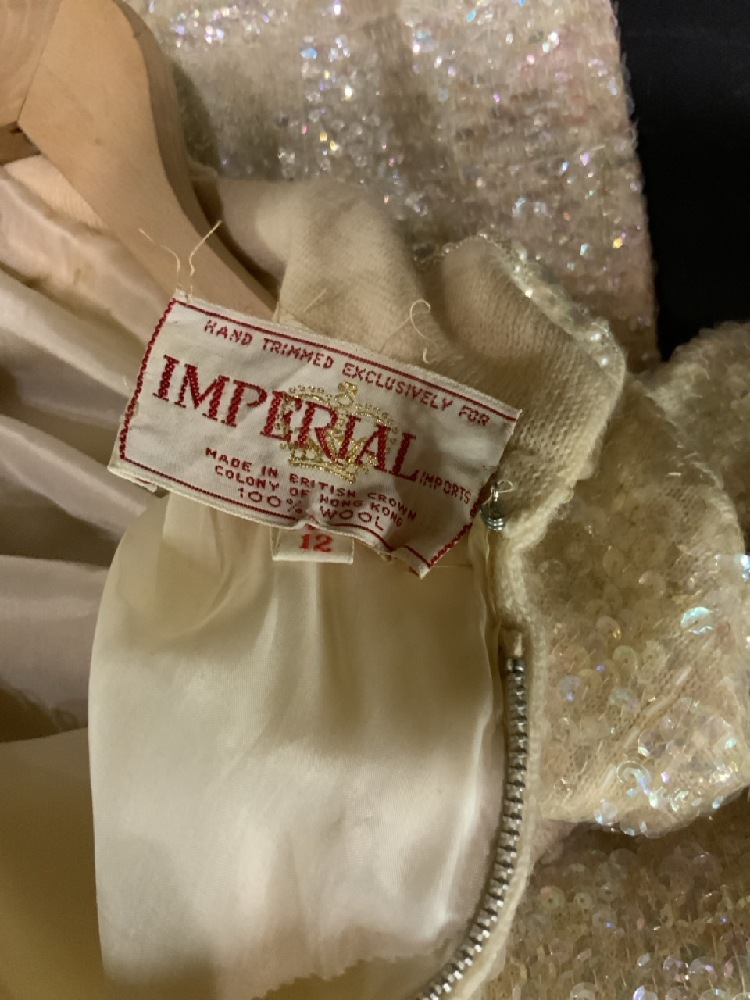 HAND TRIMMED EXCLUSIVELY FOR
IMPERIAL IMPORTS
MADE IN BRITISH CROWN
COLONY OF HONG KONG
100% WOOL
12